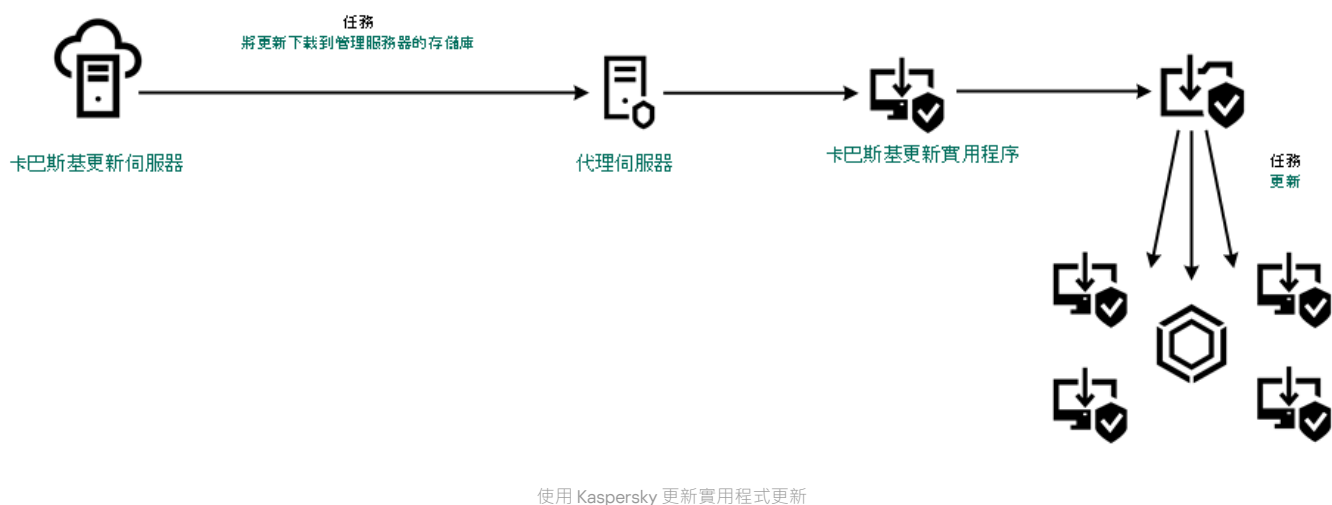 任務
將更新下載到管理服務器的存儲庫
卡巴斯基更新伺服器
代理伺服器
卡巴斯基更新實用程序
任務
更新
使用 Kaspersky 更新實用程式更新